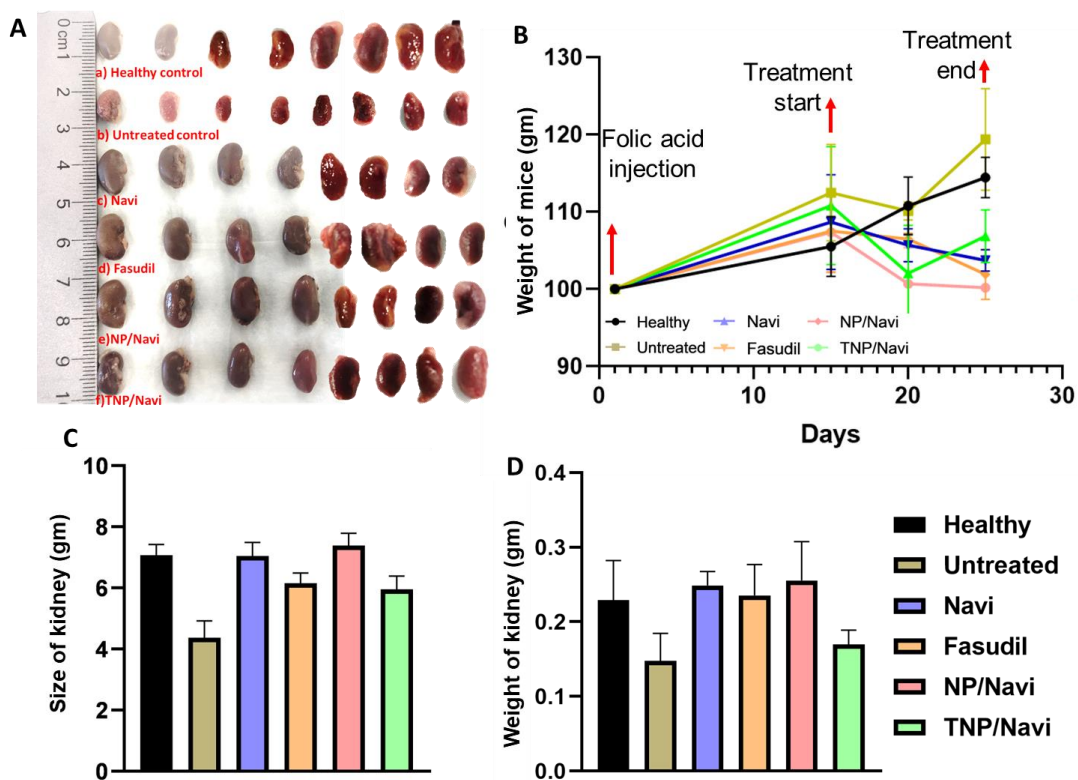 A
0
cm
1
2
3
4
5
6
7
8
9
a) Healthy control
b) Untreated control
c) Navi
d) Fasudil
e)NP/Navi
f)TNP/Navi
B
Weight of mice (gm)
130
120
110
100
90
Folic acid
injection
Treatment
start
Treatment
end
Healthy
Navi
NP/Navi
Untreated
Fasudil
TNP/Navi
0
10
20
30
Days
C
Size of kidney (gm)
10
8
6
4
2
0
D
Weight of kidney (gm)
0.4
0.3
0.2
0.1
0.0
Healthy
Untreated
Navi
Fasudil
NP/Navi
TNP/Navi